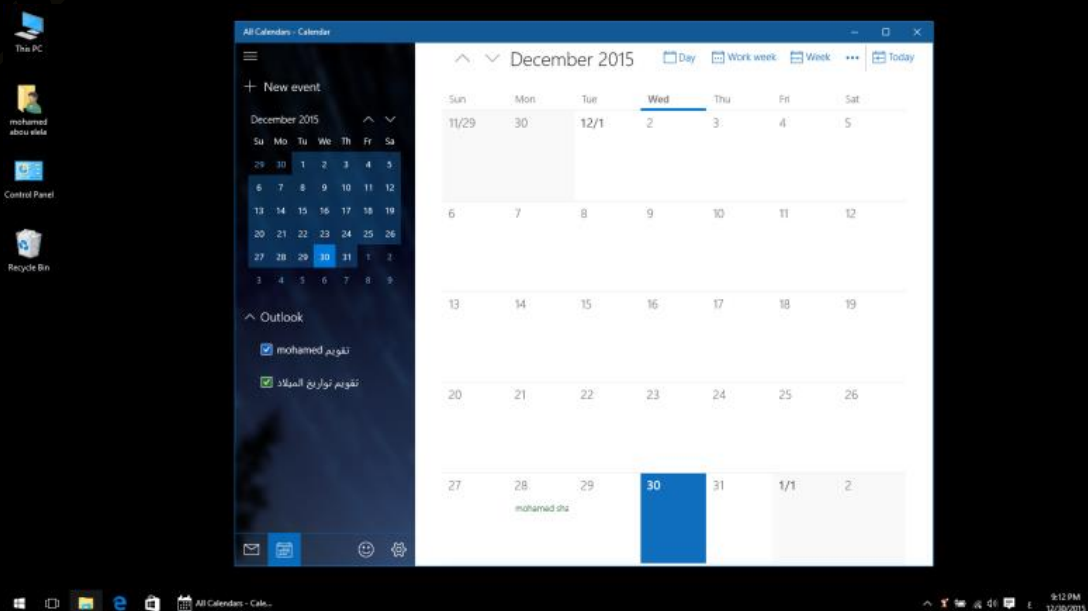 This PC
mohamed
abou elela
Control Panel
Recycle Bin
All Calendars - Calendar
New event
December 2015
Su Mo Tu We Th Fr Sa
29 30 1 2 3 4 5
6 7 8 9 10 11 12
13 14 15 16 17 18 19
20 21 22 23 24 25 26
27 28 29 30 31 1 2
3 4 5 6 7 8 9
Outlook
تقويم mohamed
تقويم تواريخ الميلاد
December 2015
Day Work week Week Today
Sun Mon Tue Wed Thu Fri Sat
11/29 30 12/1 2 3 4 5
6 7 8 9 10 11 12
13 14 15 16 17 18 19
20 21 22 23 24 25 26
27 28 29 30 31 1/1 2
mohamed sha
All Calendars - Cale...
9:12 PM
12/30/2015